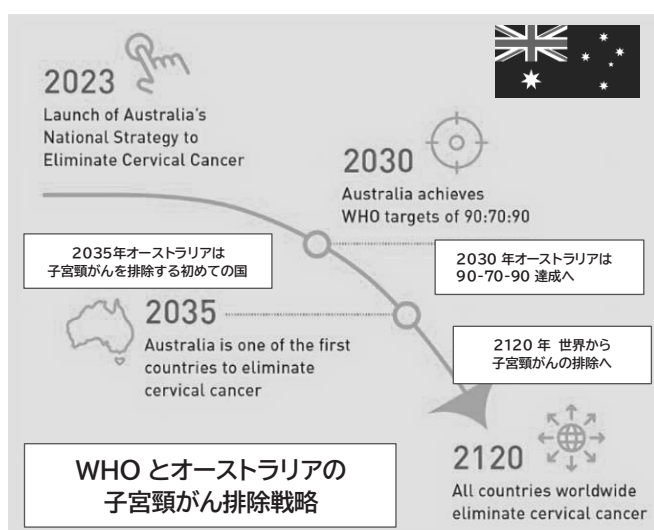 2023
Launch of Australia's
National Strategy to
Eliminate Cervical Cancer
2030
Australia achieves
WHO targets of 90:70:90
2035年オーストラリアは
子宮頸がんを排除する初めての国
2030 年オーストラリアは
90-70-90 達成へ
2035
Australia is one of the first
countries to eliminate
cervical cancer
2120 年 世界から
子宮頸がんの排除へ
WHO とオーストラリアの
子宮頸がん排除戦略
2120
All countries worldwide
eliminate cervical cancer